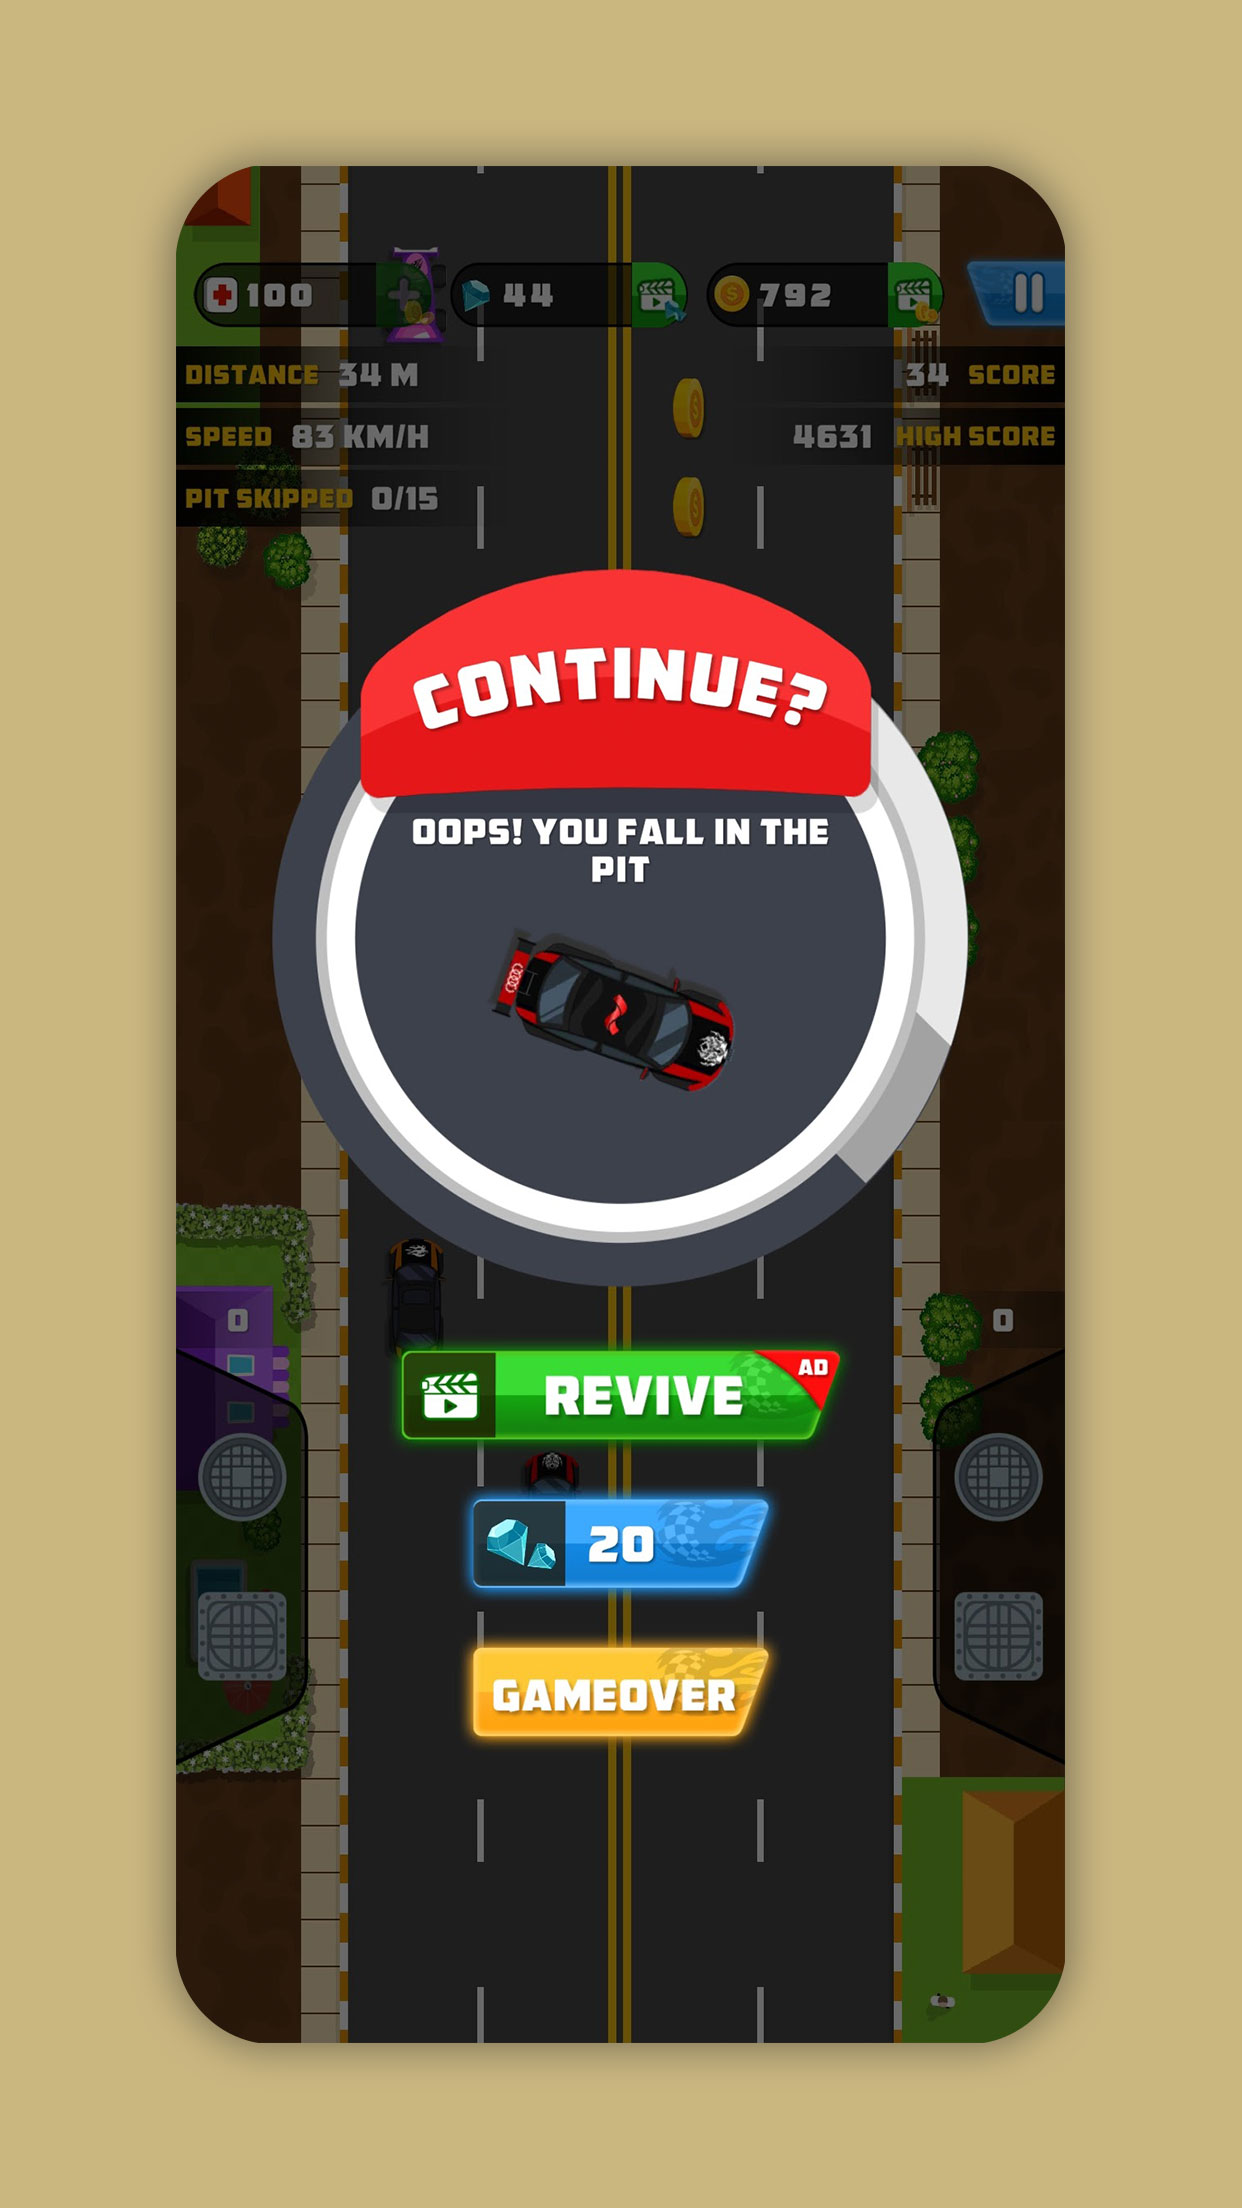 100
44
792
DISTANCE 34 M
34 SCORE
SPEED 83 KM/H
4631 HIGH SCORE
PIT SKIPPED 0/15
CONTINUE?
OOPS! YOU FALL IN THE
PIT
0
0
AD
REVIVE
20
GAMEOVER